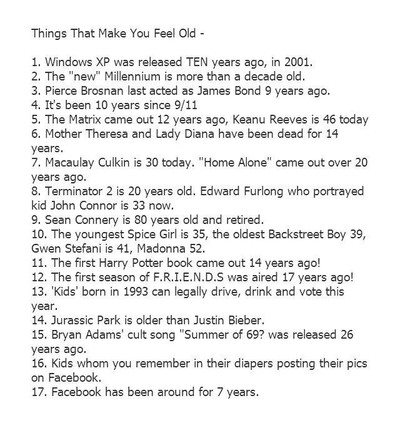 Things That Make You Feel Old -
1. Windows XP was released TEN years ago, in 2001.
2. The "new" Millennium is more than a decade old.
3. Pierce Brosnan last acted as James Bond 9 years ago.
4. It's been 10 years since 9/11
5. The Matrix came out 12 years ago, Keanu Reeves is 46 today
6. Mother Theresa and Lady Diana have been dead for 14
years.
7. Macaulay Culkin is 30 today. "Home Alone" came out over 20
years ago.
8. Terminator 2 is 20 years old. Edward Furlong who portrayed
kid John Connor is 33 now.
9. Sean Connery is 80 years old and retired.
10. The youngest Spice Girl is 35, the oldest Backstreet Boy 39,
Gwen Stefani is 41, Madonna 52.
11. The first Harry Potter book came out 14 years ago!
12. The first season of F.R.I.E.N.D.S was aired 17 years ago!
13. 'Kids' born in 1993 can legally drive, drink and vote this
year.
14. Jurassic Park is older than Justin Bieber.
15. Bryan Adams' cult song "Summer of 69? was released 26
years ago.
16. Kids whom you remember in their diapers posting their pics
on Facebook.
17. Facebook has been around for 7 years.